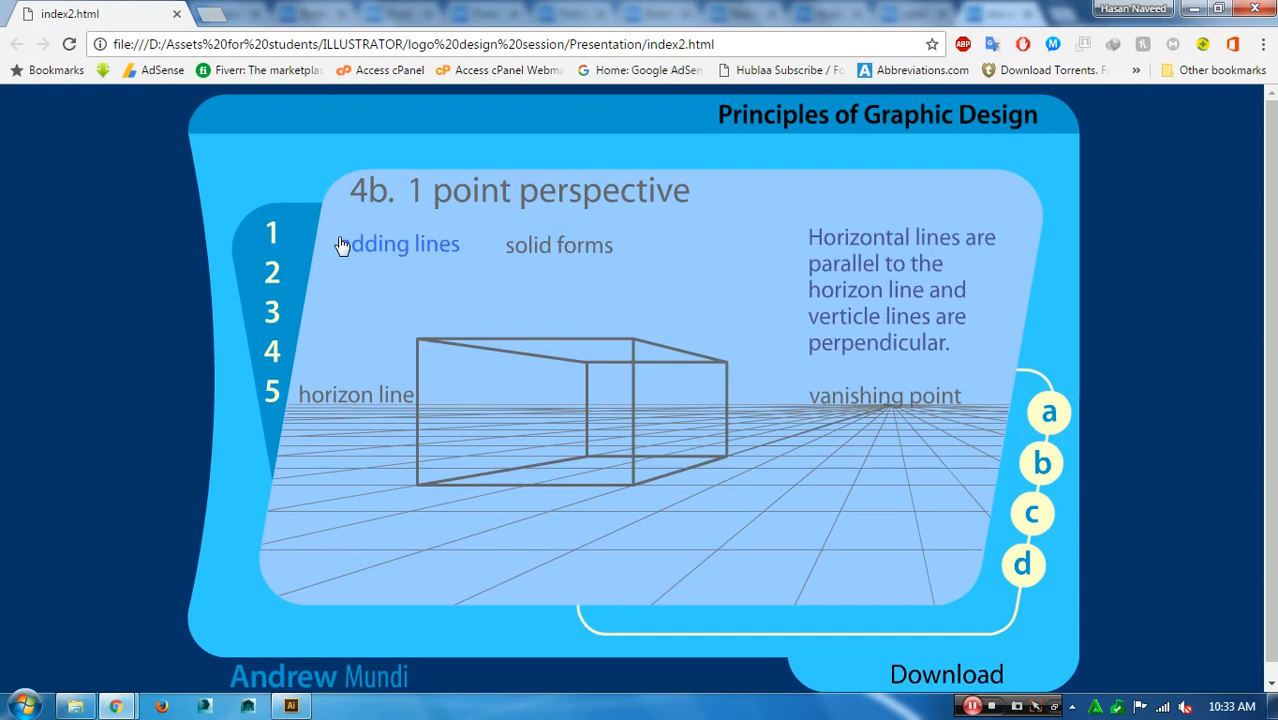 index2.html
Hasan Naveed
file:///D:/Assets%20for%20students/ILLUSTRATOR/logo%20design%20session/Presentation/index2.html
ABP
Bookmarks
AdSense
Fiverr: The marketpla
Access cPanel
Access cPanel Webma
Home: Google AdSen
Hublaa Subscribe / Fo
Abbreviations.com
Download Torrents. Fa
Other bookmarks
Principles of Graphic Design
4b. 1 point perspective
1
2
3
4
5
dding lines
solid forms
Horizontal lines are
parallel to the
horizon line and
verticle lines are
perpendicular.
horizon line
vanishing point
a
b
c
d
Andrew Mundi
Download
Ai
10:33 AM